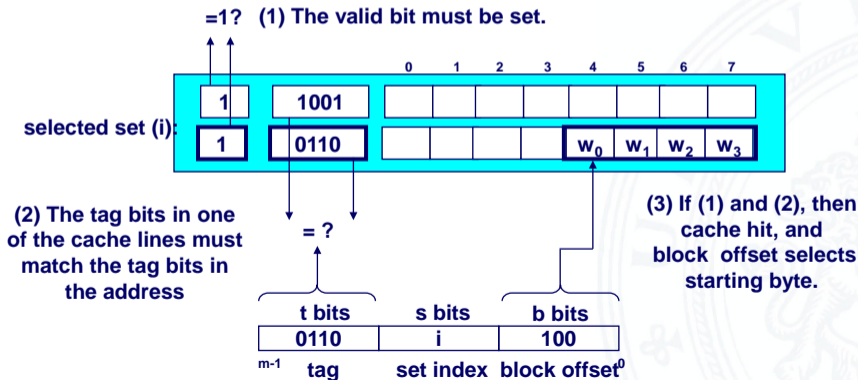 =1? (1) The valid bit must be set.
0 1 2 3 4 5 6 7
1 1001
selected set (i):
1 0110 w0 w1 w2 w3
(2) The tag bits in one
of the cache lines must
match the tag bits in
the address
= ?
(3) If (1) and (2), then
cache hit, and
block offset selects
starting byte.
t bits s bits b bits
0110 i 100
m-1 tag set index block offset 0